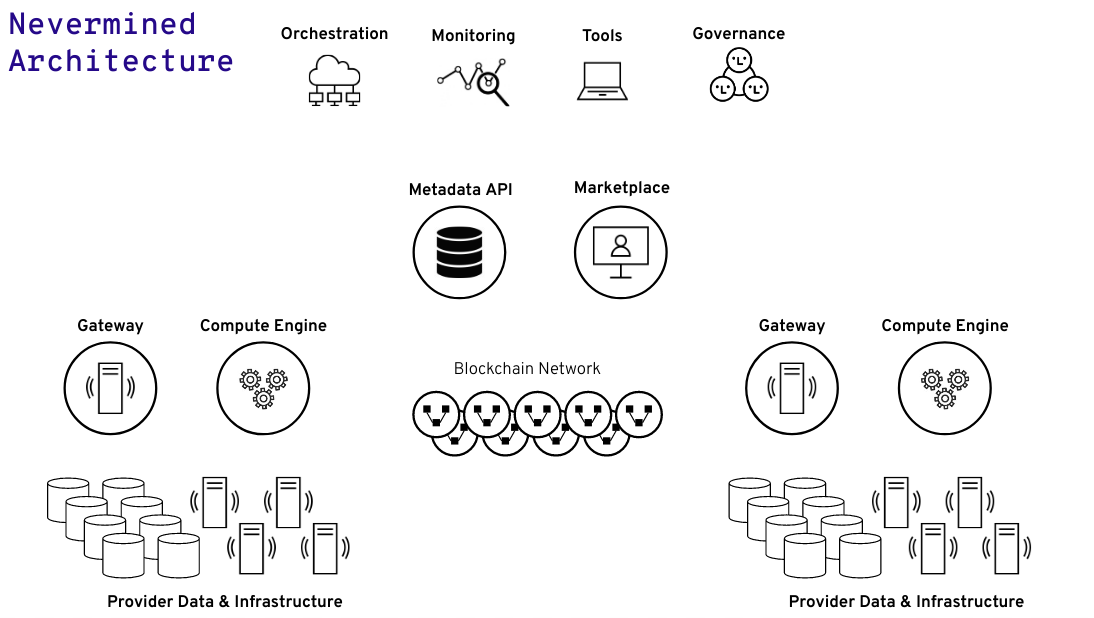 Nevermined
Architecture
Orchestration
Monitoring
Tools
Governance
Metadata API
Marketplace
Gateway
Compute Engine
Blockchain Network
Gateway
Compute Engine
Provider Data & Infrastructure
Provider Data & Infrastructure